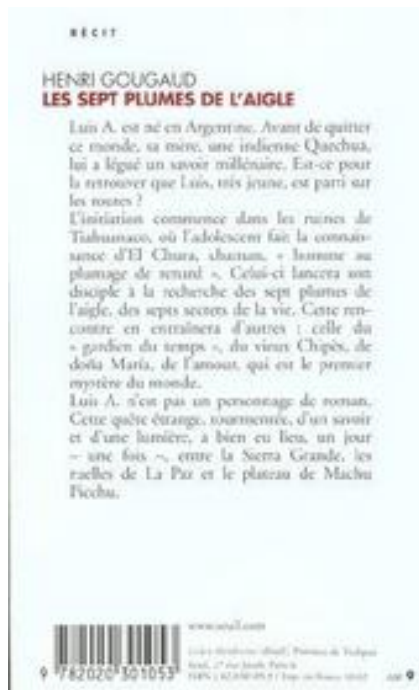 RÉCIT
HENRI GOUGAUD
LES SEPT PLUMES DE L'AIGLE
Luis A. est né en Argentine. Avant de quitter
ce monde, sa mère, une indienne Quechua,
lui a légué un savoir millénaire. Est-ce pour
la retrouver que Luis, très jeune, est parti sur
les routes ?
L'initiation commence dans les ruines de
Tiahuanaco, où l'adolescent fait la connais-
sance d'El Chura, chaman, « homme au
plumage de renard ». Celui-ci lancera son
disciple à la recherche des sept plumes de
l'aigle, des septs secrets de la vie. Cette ren-
contre en entraînera d'autres : celle du
« gardien du temps », du vieux Chipès, de
doña María, de l'amour, qui est le premier
mystère du monde.
Luis A. n'est pas un personnage de roman.
Cette quête étrange, tourmentée, d'un savoir
et d'une lumière, a bien eu lieu, un jour
– une fois –, entre la Sierra Grande, les
ruelles de La Paz et le plateau de Machu
Picchu.
www.seuil.com
Seuil, 27 rue Jacob, Paris 6
9 782020 301053